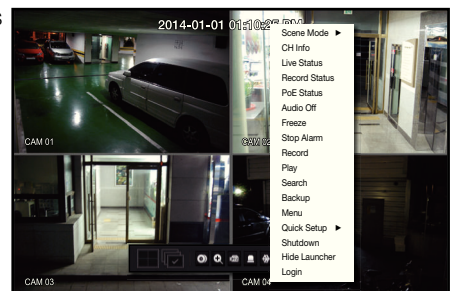 S
2014-01-01 01:10:25 PM
Scene Mode ▶
CH Info
Live Status
Record Status
PoE Status
Audio Off
Freeze
Stop Alarm
Record
Play
Search
Backup
Menu
Quick Setup ▶
Shutdown
Hide Launcher
Login
CAM 01
CAM 02
CAM 03
CAM 04